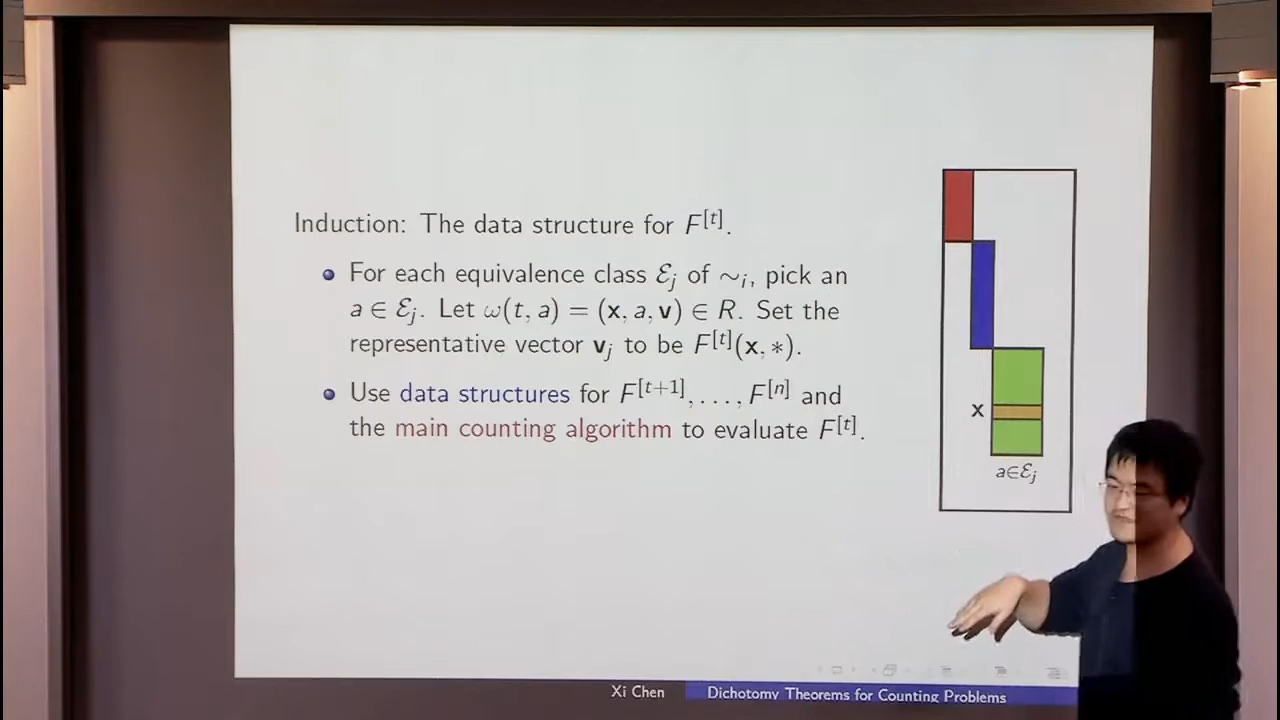 Induction: The data structure for F^[t].
For each equivalence class ℰ_j of ∼_i, pick an
a ∈ ℰ_j. Let ω(t, a) = (x, a, v) ∈ R. Set the
representative vector v_j to be F^[t](x, ∗).
Use data structures for F^[t+1], . . . , F^[n] and
the main counting algorithm to evaluate F^[t].
x
a∈ℰ_j
Xi Chen
Dichotomy Theorems for Counting Problems